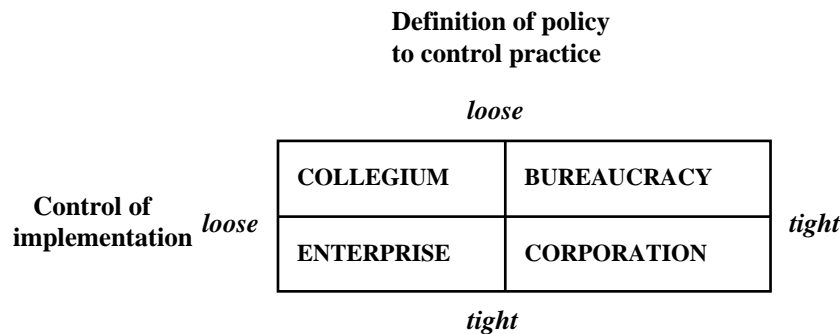 Definition of policy
to control practice
loose
COLLEGIUM BUREAUCRACY
Control of
implementation loose tight
ENTERPRISE CORPORATION
tight